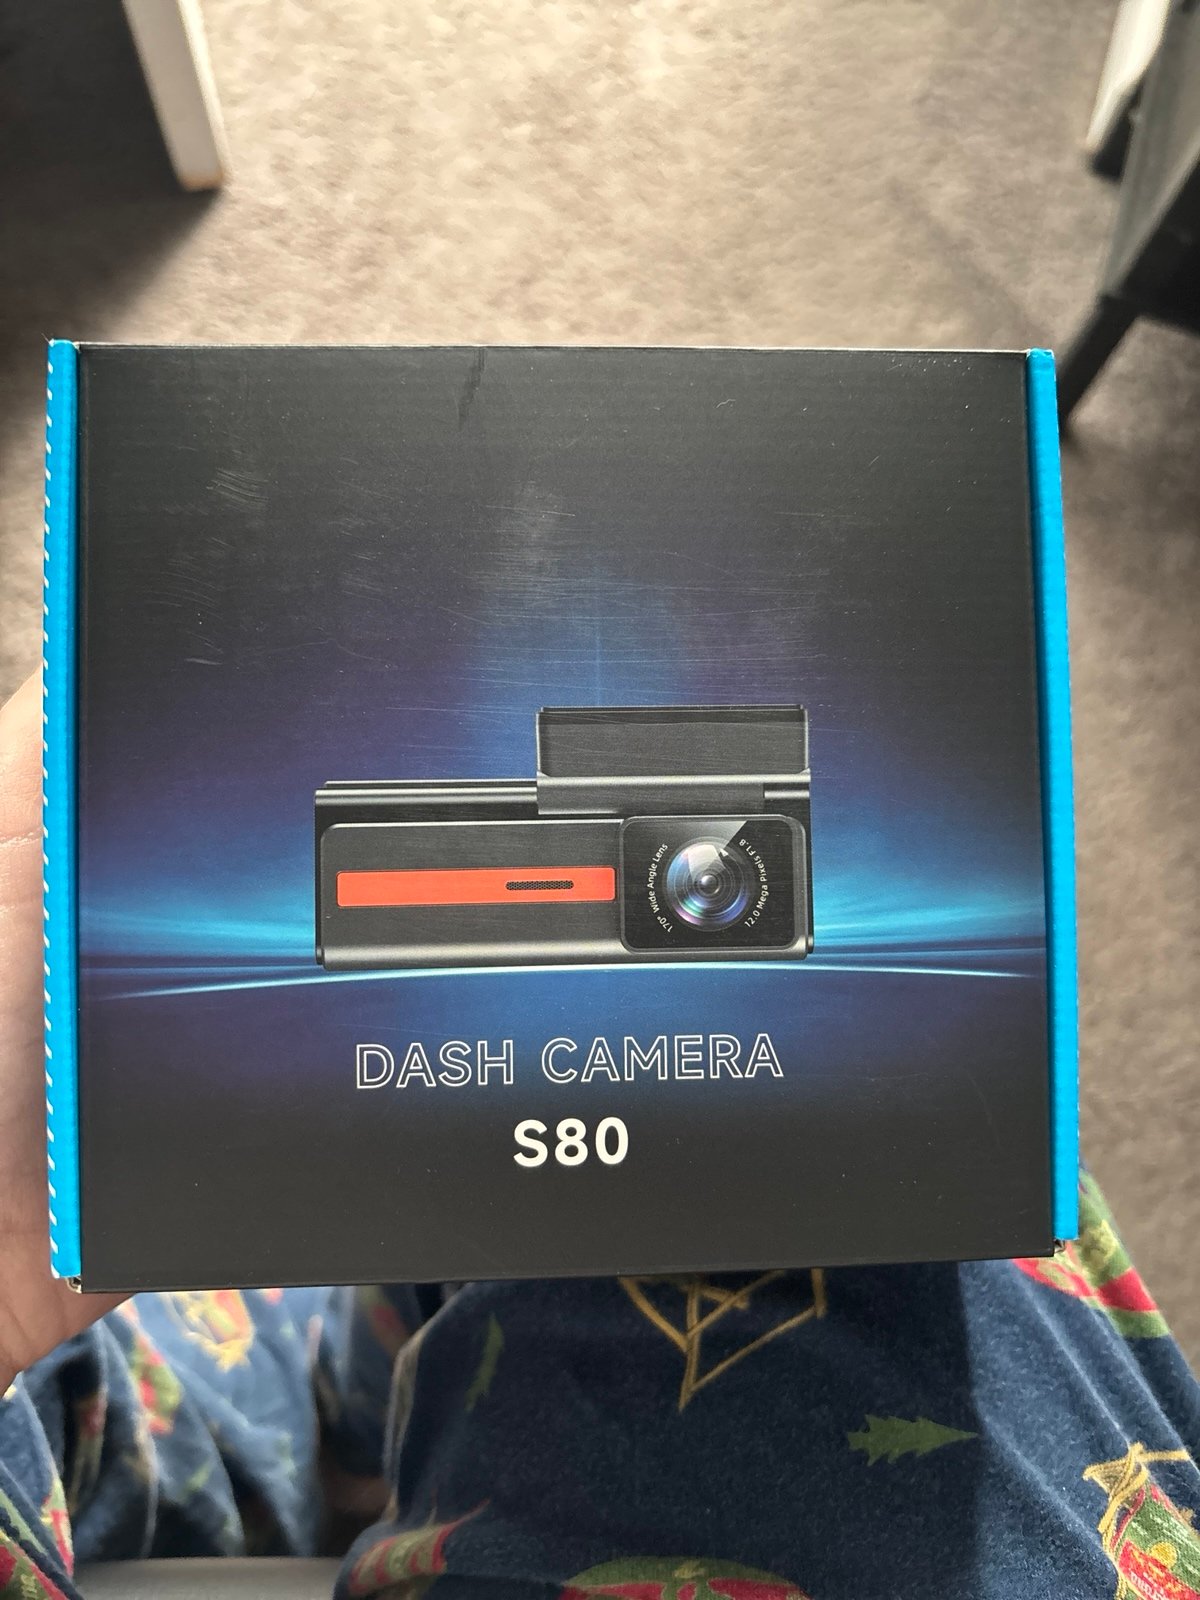 170° Wide Angle Lens
12.0 Mega Pixels F1.8
DASH CAMERA
S80